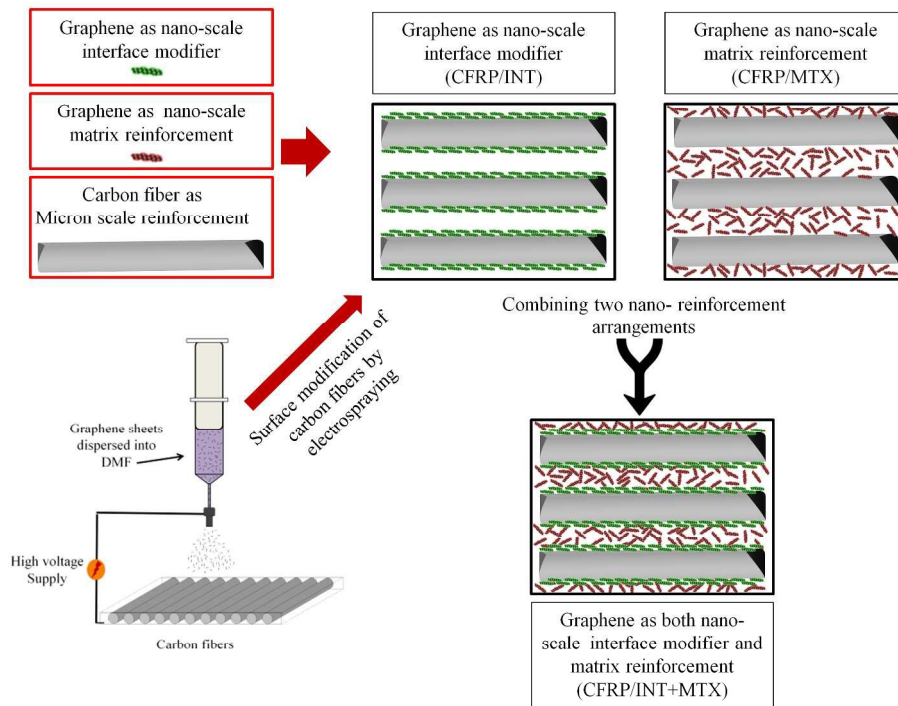 Graphene as nano-scale
interface modifier
Graphene as nano-scale
matrix reinforcement
Carbon fiber as
Micron scale reinforcement
Graphene as nano-scale
interface modifier
(CFRP/INT)
Graphene as nano-scale
matrix reinforcement
(CFRP/MTX)
Surface modification of
carbon fibers by
electrospraying
Combining two nano- reinforcement
arrangements
Graphene sheets
dispersed into
DMF
High voltage
Supply
Carbon fibers
Graphene as both nano-
scale interface modifier and
matrix reinforcement
(CFRP/INT+MTX)